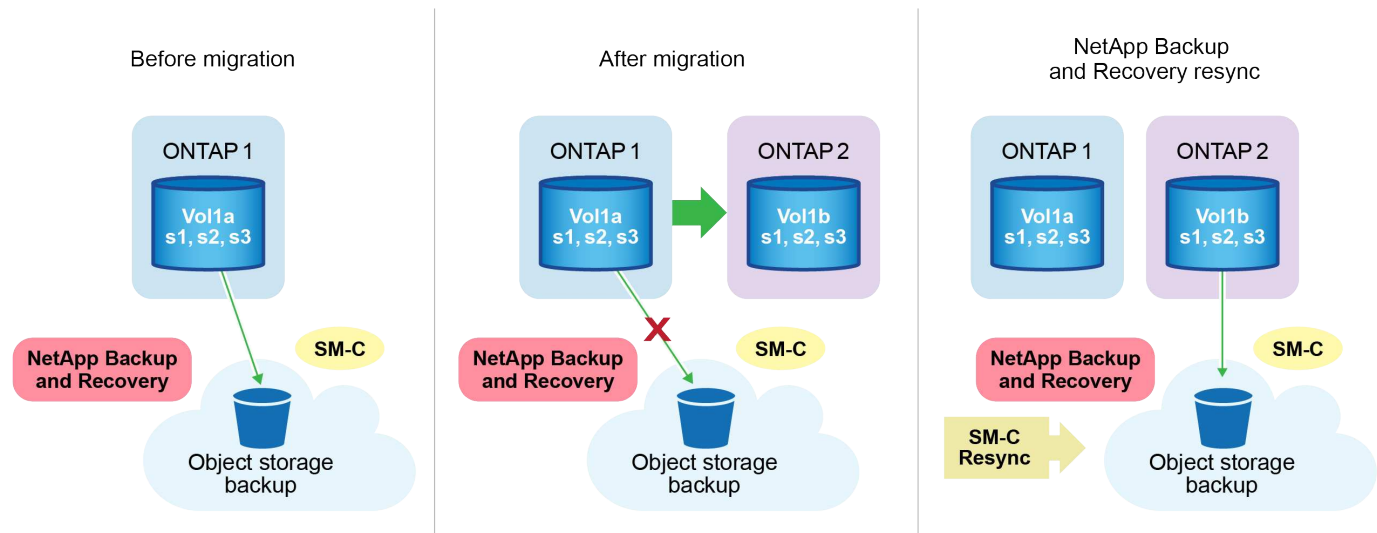 Before migration
ONTAP 1
Vol1a
s1, s2, s3
SM-C
NetApp Backup
and Recovery
Object storage
backup
After migration
ONTAP 1
Vol1a
s1, s2, s3
ONTAP 2
Vol1b
s1, s2, s3
X
SM-C
NetApp Backup
and Recovery
Object storage
backup
NetApp Backup
and Recovery resync
ONTAP 1
Vol1a
s1, s2, s3
ONTAP 2
Vol1b
s1, s2, s3
SM-C
NetApp Backup
and Recovery
SM-C
Resync
Object storage
backup